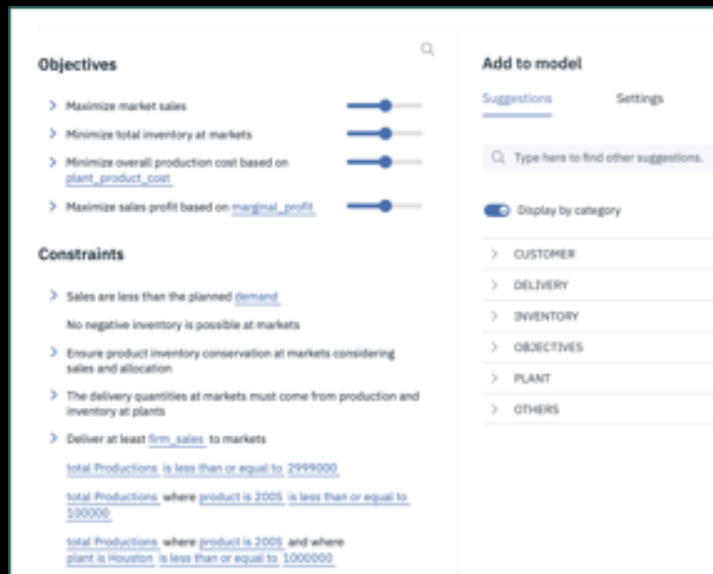 Objectives
Maximize market sales
Minimize total inventory at markets
Minimize overall production cost based on
plant_product_cost
Maximize sales profit based on marginal_profit
Constraints
Sales are less than the planned demand
No negative inventory is possible at markets
Ensure product inventory conservation at markets considering
sales and allocation
The delivery quantities at markets must come from production and
inventory at plants
Deliver at least firm_sales to markets
total Productions is less than or equal to 2999000
total Productions where product is 2005 is less than or equal to
100000
total Productions where product is 2005 and where
plant is Houston is less than or equal to 1000000
Add to model
Suggestions Settings
Type here to find other suggestions.
Display by category
CUSTOMER
DELIVERY
INVENTORY
OBJECTIVES
PLANT
OTHERS